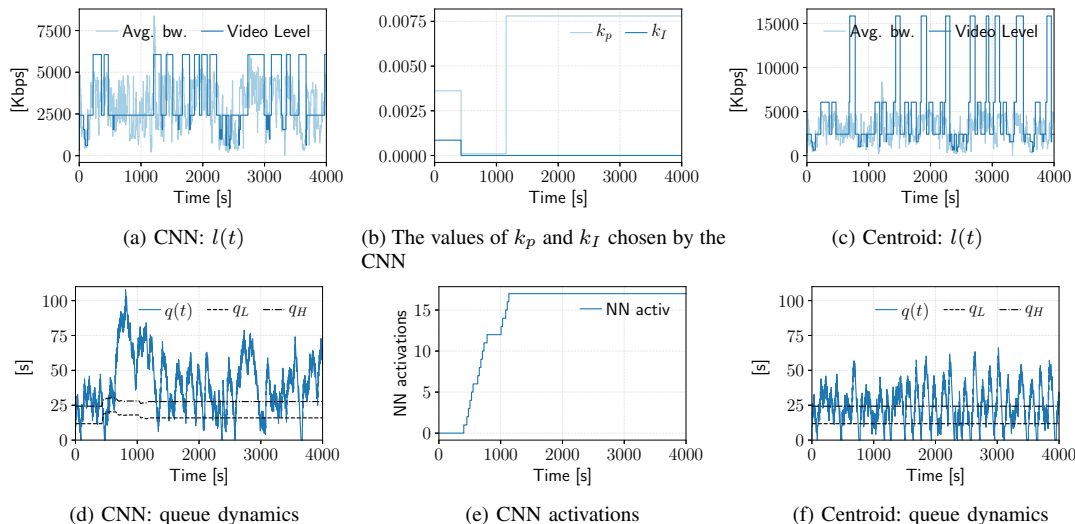 Avg. bw. Video Level
7500
5000
2500
0
[Kbps]
0 1000 2000 3000 4000
Time [s]
(a) CNN: l(t)
0.0075
0.0050
0.0025
0.0000
k_p k_I
0 1000 2000 3000 4000
Time [s]
(b) The values of k_p and k_I chosen by the
CNN
15000
10000
5000
0
[Kbps]
Avg. bw. Video Level
0 1000 2000 3000 4000
Time [s]
(c) Centroid: l(t)
100
75
50
25
0
[s]
q(t) q_L q_H
0 1000 2000 3000 4000
Time [s]
(d) CNN: queue dynamics
15
10
5
0
NN activations
NN activ
0 1000 2000 3000 4000
Time [s]
(e) CNN activations
100
75
50
25
0
[s]
q(t) q_L q_H
0 1000 2000 3000 4000
Time [s]
(f) Centroid: queue dynamics